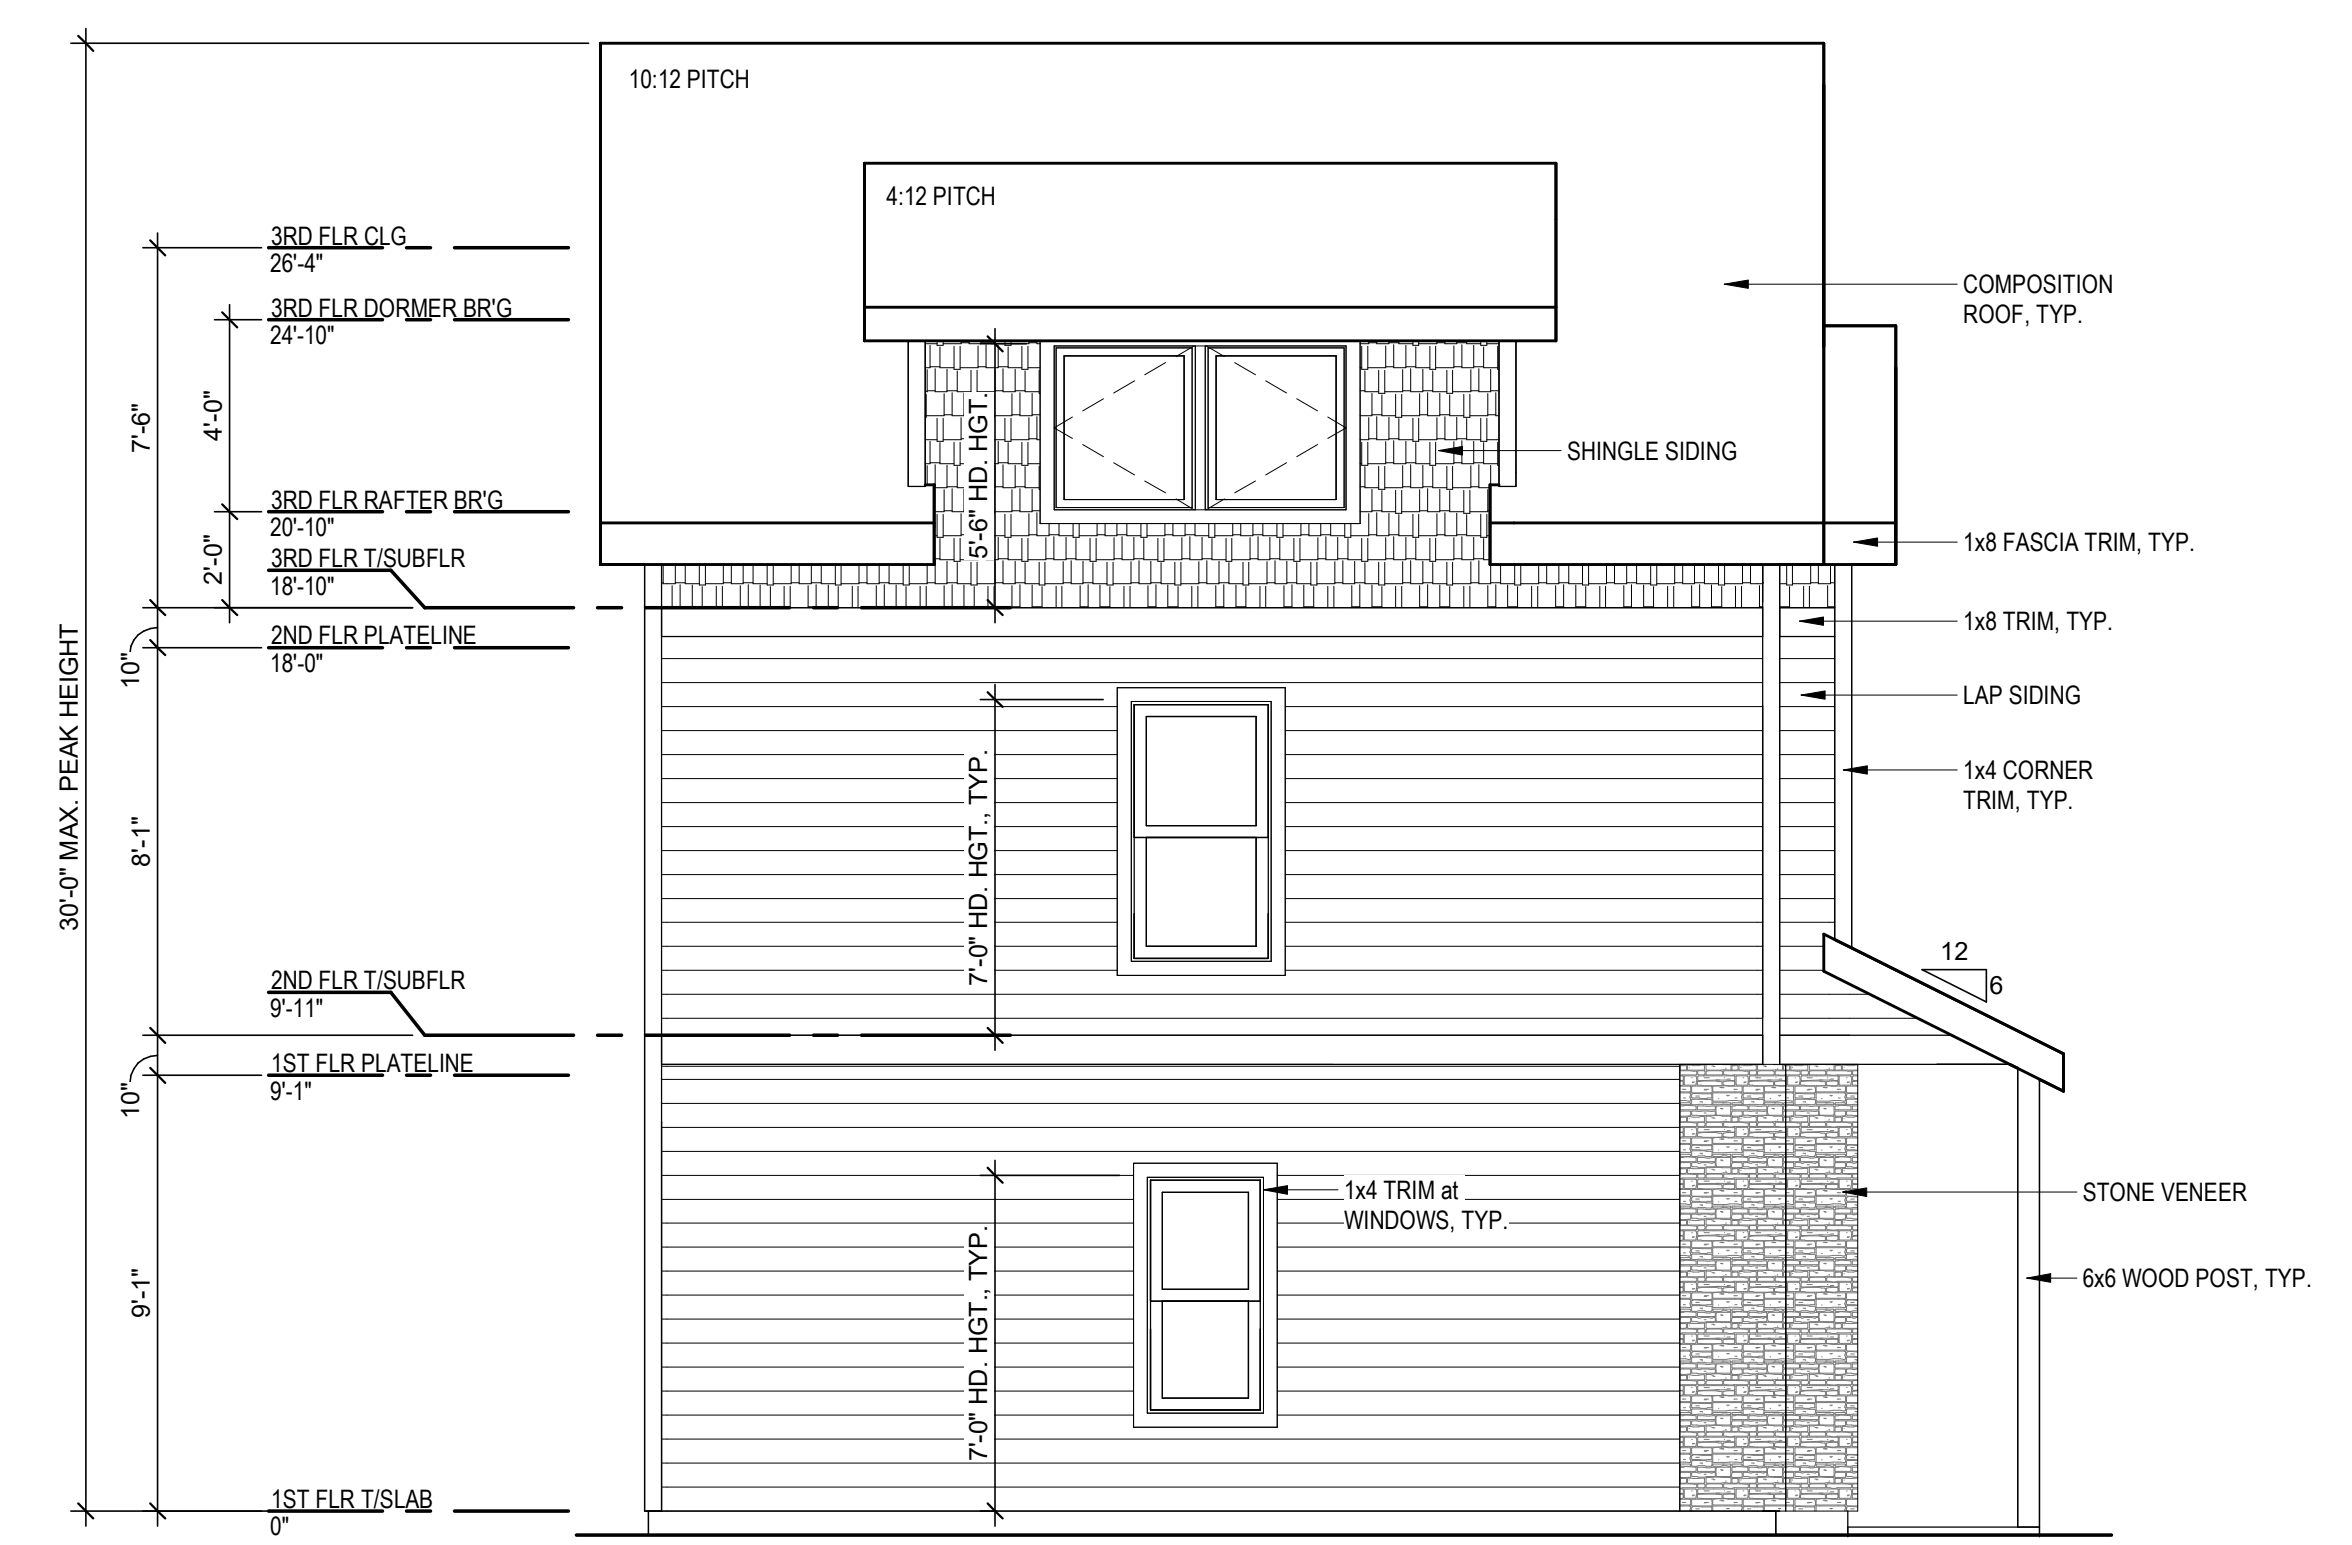 10:12 PITCH
4:12 PITCH
3RD FLR CLG
26'-4"
3RD FLR DORMER BR'G
24'-10"
3RD FLR RAFTER BR'G
20'-10"
3RD FLR T/SUBFLR
18'-10"
2ND FLR PLATELINE
18'-0"
2ND FLR T/SUBFLR
9'-11"
1ST FLR PLATELINE
9'-1"
1ST FLR T/SLAB
0"
30'-0" MAX. PEAK HEIGHT
7'-6"
4'-0"
2'-0"
10"
8'-1"
10"
9'-1"
5'-6" HD. HGT.
7'-0" HD. HGT., TYP.
7'-0" HD. HGT., TYP.
1x4 TRIM at
WINDOWS, TYP.
SHINGLE SIDING
COMPOSITION
ROOF, TYP.
1x8 FASCIA TRIM, TYP.
1x8 TRIM, TYP.
LAP SIDING
1x4 CORNER
TRIM, TYP.
12
6
STONE VENEER
6x6 WOOD POST, TYP.